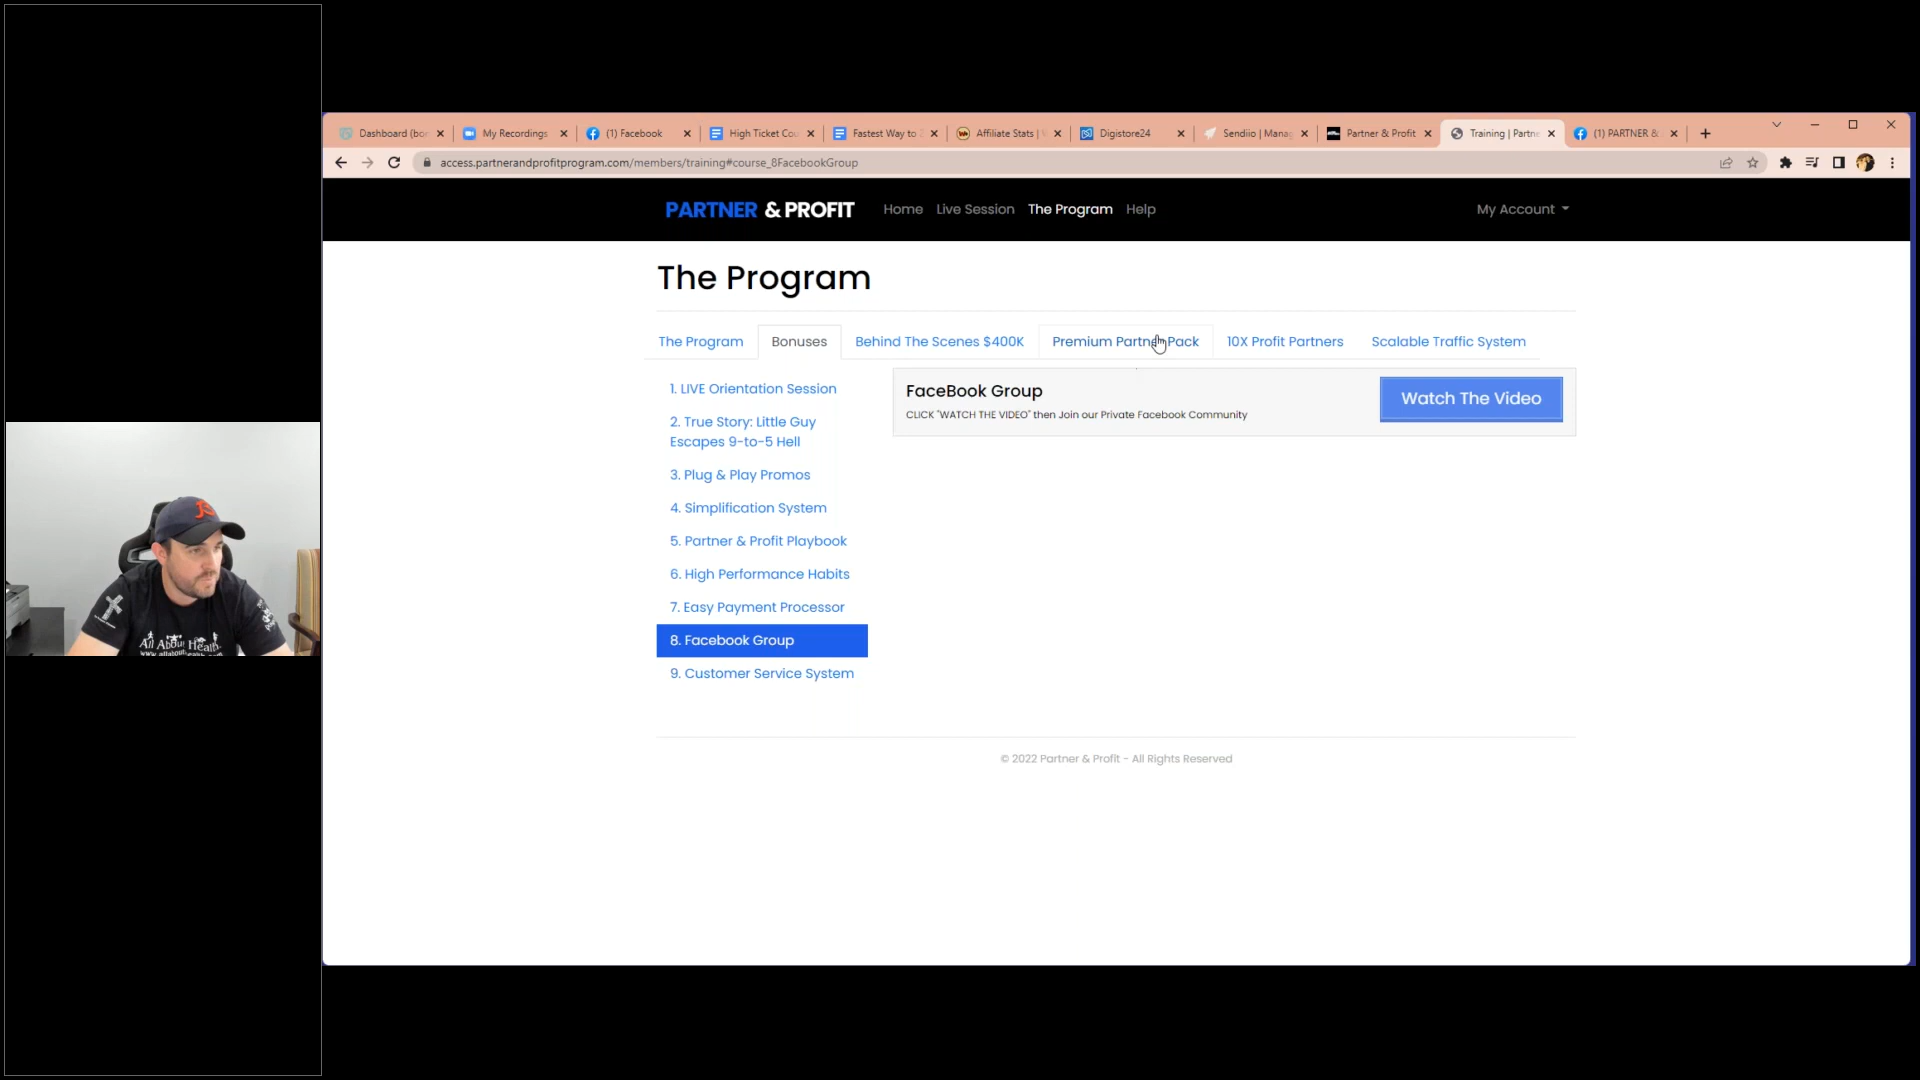 Dashboard (bo
My Recordings
(1) Facebook
High Ticket Cou
Fastest Way to
Affiliate Stats |
Digistore24
Sendiio | Manag
Partner & Profit
Training | Partne
(1) PARTNER &
access.partnerandprofitprogram.com/members/training#course_8FacebookGroup
PARTNER & PROFIT
Home
Live Session
The Program
Help
My Account
The Program
The Program
Bonuses
Behind The Scenes $400K
Premium Partner Pack
10X Profit Partners
Scalable Traffic System
1. LIVE Orientation Session
2. True Story: Little Guy
Escapes 9-to-5 Hell
3. Plug & Play Promos
4. Simplification System
5. Partner & Profit Playbook
6. High Performance Habits
7. Easy Payment Processor
8. Facebook Group
9. Customer Service System
FaceBook Group
CLICK "WATCH THE VIDEO" then Join our Private Facebook Community
Watch The Video
© 2022 Partner & Profit - All Rights Reserved
All About Health